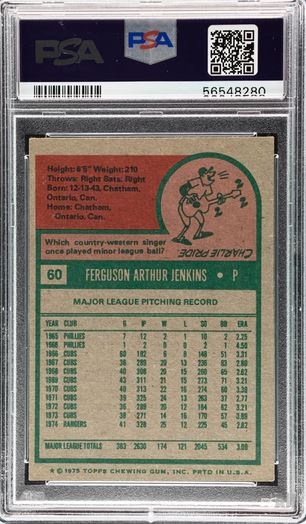 PSA
PSA
56548280
Height: 6'5" Weight: 210
Throws: Right Bats: Right
Born: 12-13-43, Chatham,
Ontario, Can.
Home: Chatham,
Ontario, Can.
CHARLIE PRIDE
Which country-western singer
once played minor league ball?
60 FERGUSON ARTHUR JENKINS • P
MAJOR LEAGUE PITCHING RECORD
YEAR CLUB G IP W L SO BB ERA
1965 PHILLIES 7 12 2 1 10 2 2.25
1966 PHILLIES 1 2 0 0 2 1 4.50
1966 CUBS 60 182 6 8 148 51 3.31
1967 CUBS 38 289 20 13 236 83 2.80
1968 CUBS 40 308 20 15 260 65 2.63
1969 CUBS 43 311 21 15 273 71 3.21
1970 CUBS 40 313 22 16 274 60 3.39
1971 CUBS 39 325 24 13 263 37 2.77
1972 CUBS 36 289 20 12 184 62 3.21
1973 CUBS 38 271 14 16 170 57 3.89
1974 RANGERS 41 328 25 12 225 45 2.82
MAJOR LEAGUE TOTALS 383 2630 174 121 2045 534 3.08
© 1975 TOPPS CHEWING GUM, INC. PRTD IN U.S.A.